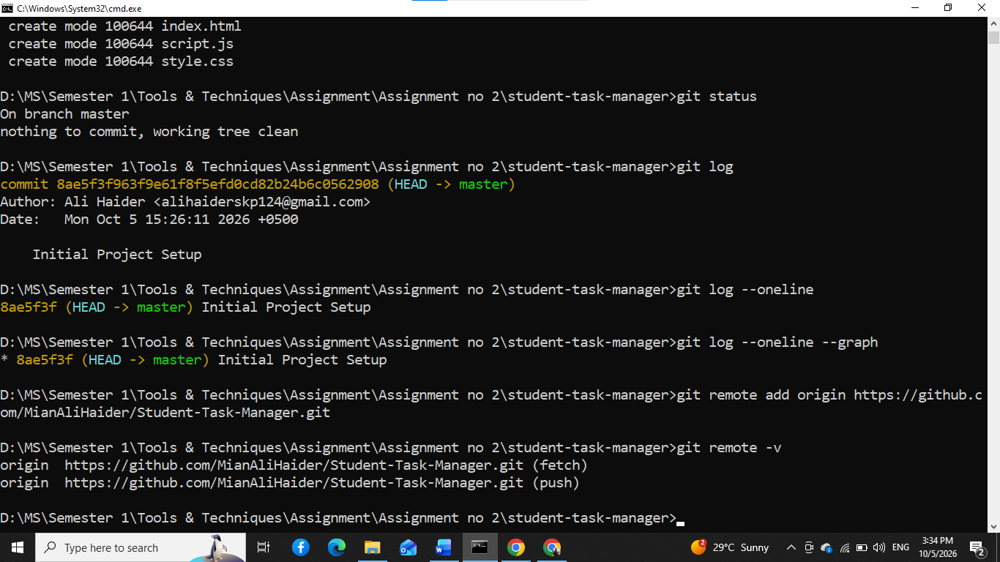 C:\Windows\System32\cmd.exe
 create mode 100644 index.html
 create mode 100644 script.js
 create mode 100644 style.css
D:\MS\Semester 1\Tools & Techniques\Assignment\Assignment no 2\student-task-manager>git status
On branch master
nothing to commit, working tree clean
D:\MS\Semester 1\Tools & Techniques\Assignment\Assignment no 2\student-task-manager>git log
commit 8ae5f3f963f9e61f8f5efd0cd82b24b6c0562908 (HEAD -> master)
Author: Ali Haider <alihaiderskp124@gmail.com>
Date:   Mon Oct 5 15:26:11 2026 +0500
    Initial Project Setup
D:\MS\Semester 1\Tools & Techniques\Assignment\Assignment no 2\student-task-manager>git log --oneline
8ae5f3f (HEAD -> master) Initial Project Setup
D:\MS\Semester 1\Tools & Techniques\Assignment\Assignment no 2\student-task-manager>git log --oneline --graph
* 8ae5f3f (HEAD -> master) Initial Project Setup
D:\MS\Semester 1\Tools & Techniques\Assignment\Assignment no 2\student-task-manager>git remote add origin https://github.c
om/MianAliHaider/Student-Task-Manager.git
D:\MS\Semester 1\Tools & Techniques\Assignment\Assignment no 2\student-task-manager>git remote -v
origin  https://github.com/MianAliHaider/Student-Task-Manager.git (fetch)
origin  https://github.com/MianAliHaider/Student-Task-Manager.git (push)
D:\MS\Semester 1\Tools & Techniques\Assignment\Assignment no 2\student-task-manager>
Type here to search
2
29°C Sunny
ENG
3:34 PM
10/5/2026
2